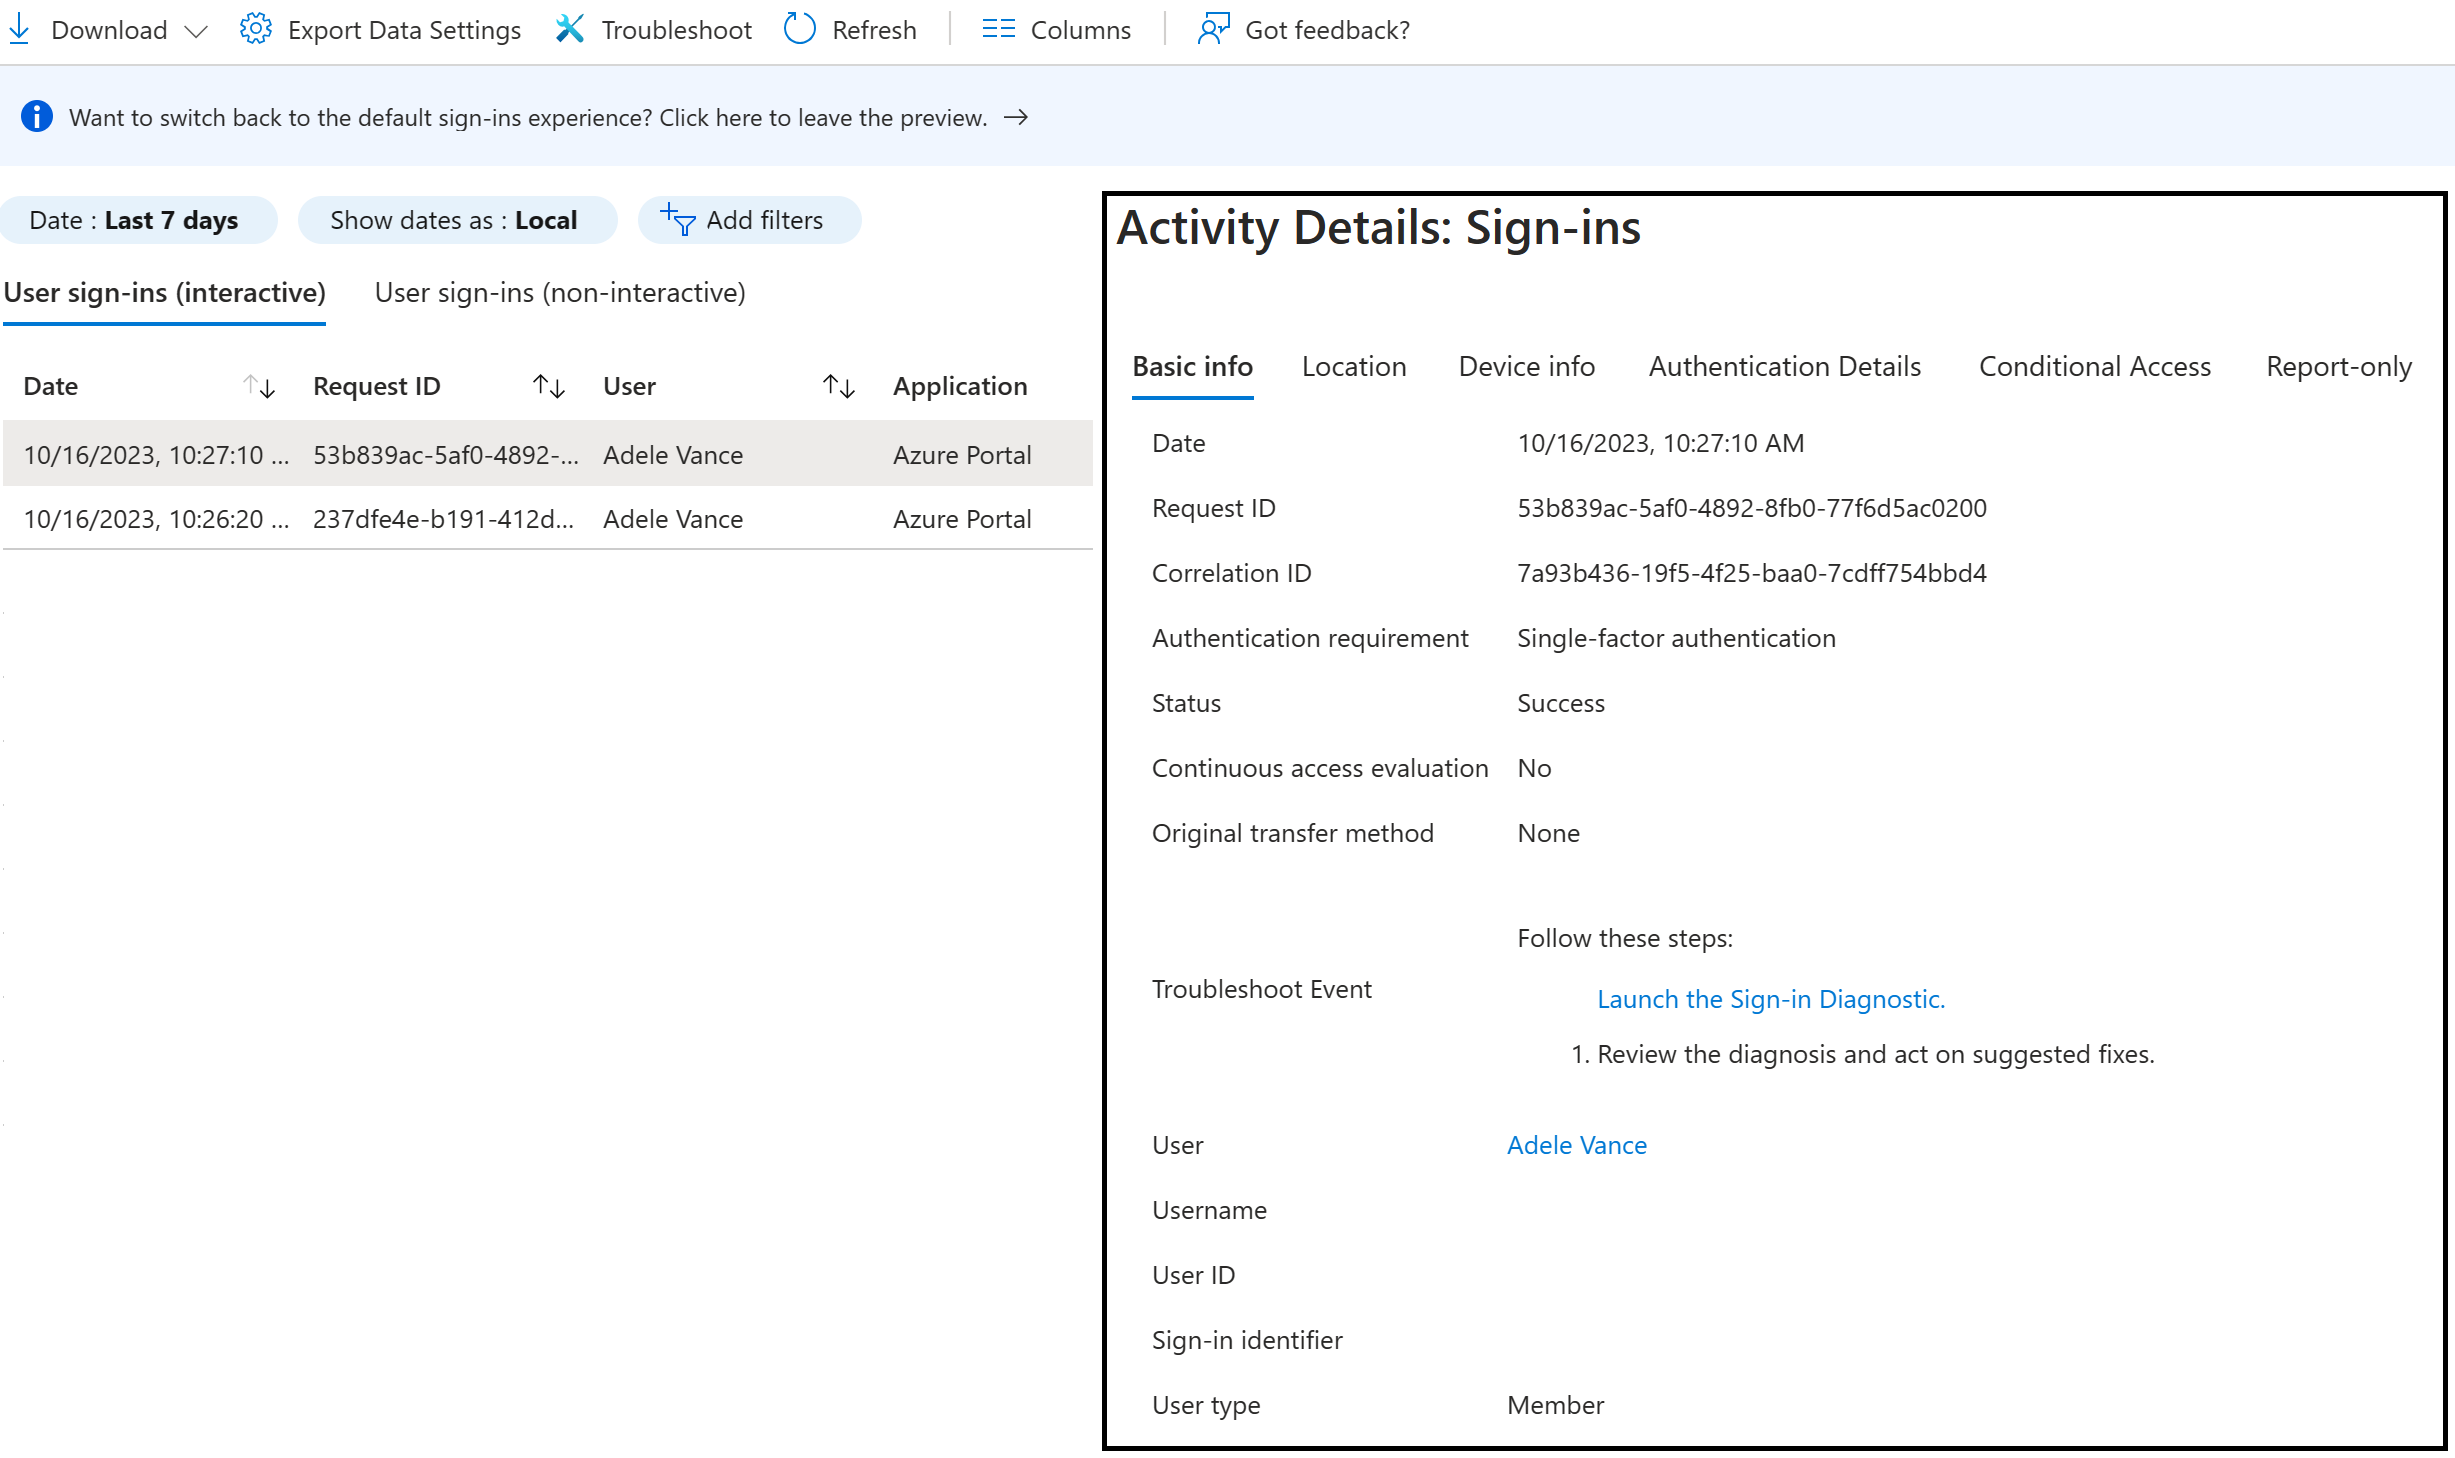 Download Export Data Settings Troubleshoot Refresh Columns Got feedback?
Want to switch back to the default sign-ins experience? Click here to leave the preview. →
Date : Last 7 days Show dates as : Local Add filters
User sign-ins (interactive) User sign-ins (non-interactive)
Date Request ID User Application
10/16/2023, 10:27:10 ... 53b839ac-5af0-4892-... Adele Vance Azure Portal
10/16/2023, 10:26:20 ... 237dfe4e-b191-412d... Adele Vance Azure Portal
Activity Details: Sign-ins
Basic info Location Device info Authentication Details Conditional Access Report-only
Date 10/16/2023, 10:27:10 AM
Request ID 53b839ac-5af0-4892-8fb0-77f6d5ac0200
Correlation ID 7a93b436-19f5-4f25-baa0-7cdff754bbd4
Authentication requirement Single-factor authentication
Status Success
Continuous access evaluation No
Original transfer method None
Follow these steps:
Troubleshoot Event
Launch the Sign-in Diagnostic.
1. Review the diagnosis and act on suggested fixes.
User Adele Vance
Username
User ID
Sign-in identifier
User type Member